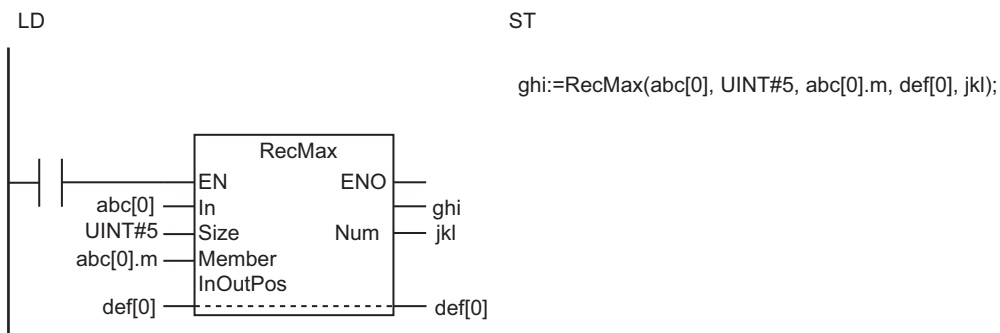 LD
ST
ghi:=RecMax(abc[0], UINT#5, abc[0].m, def[0], jkl);
RecMax
EN ENO
abc[0] In ghi
UINT#5 Size Num jkl
abc[0].m Member
InOutPos
def[0] def[0]